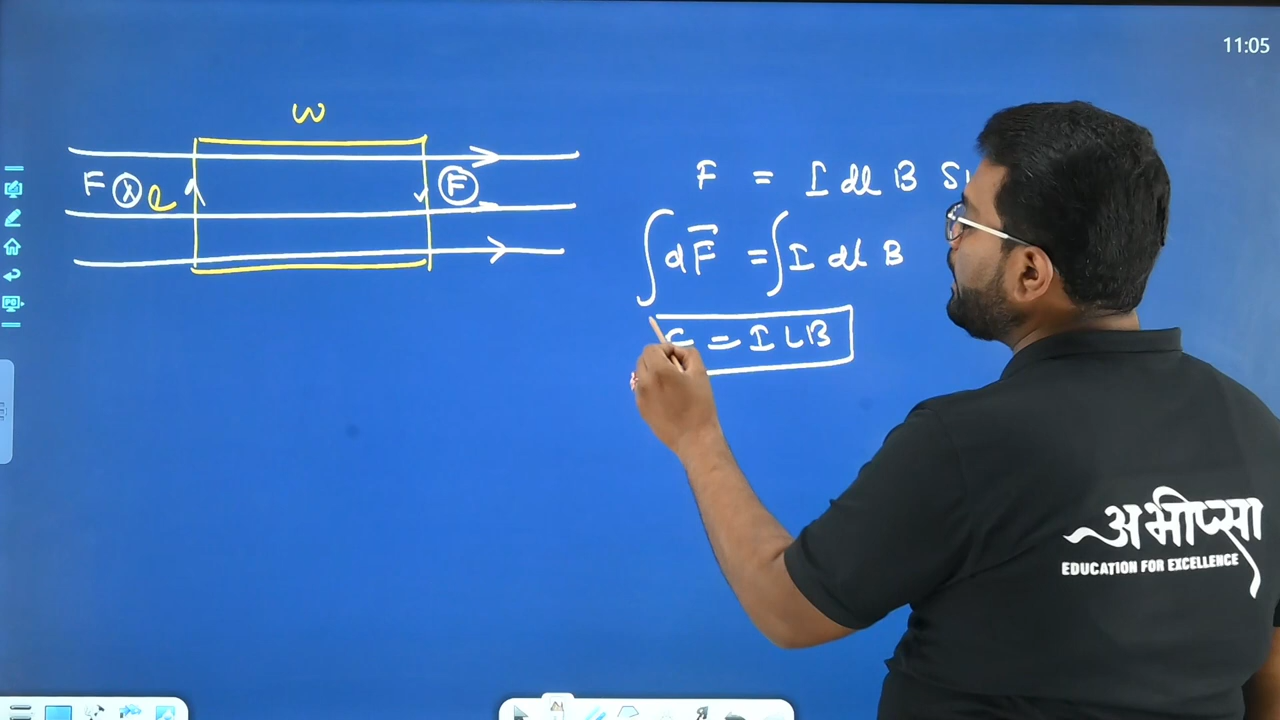 11:05
w
F ⊗ l F
F = I dl B
∫ dF̅ = ∫ I dl B
= I L B
अभीप्सा
EDUCATION FOR EXCELLENCE